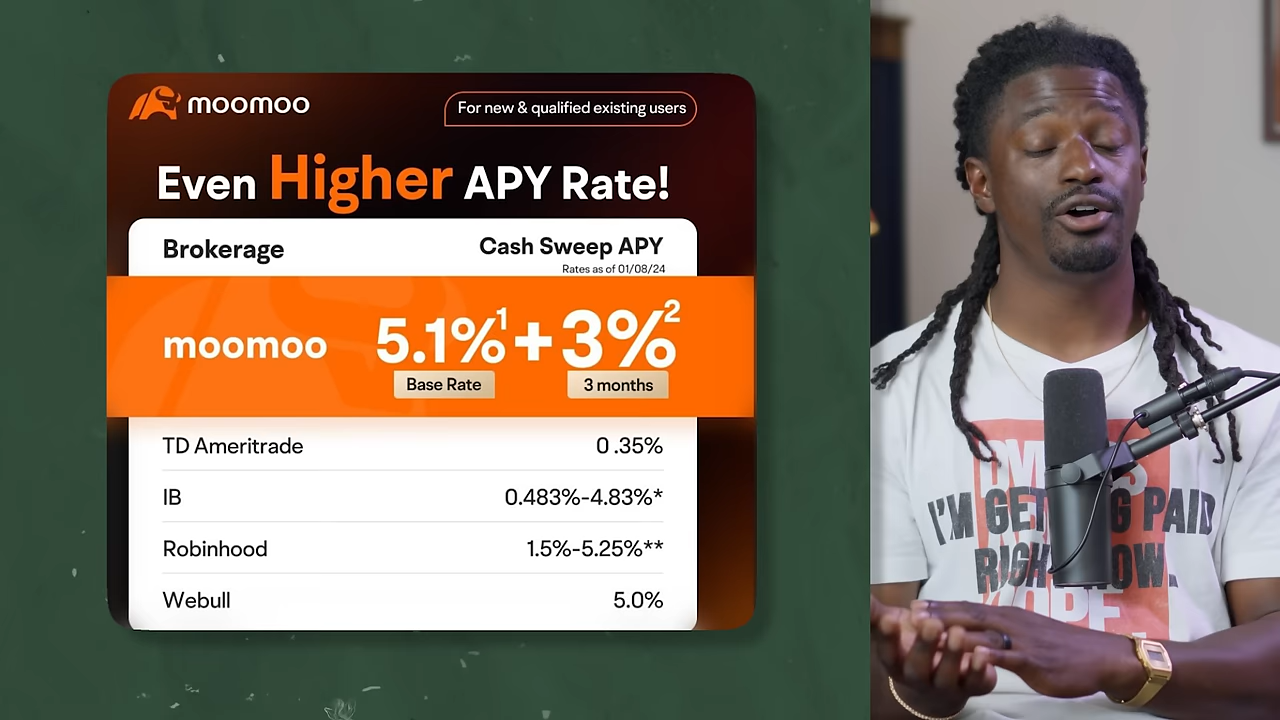 moomoo
For new & qualified existing users
Even Higher APY Rate!
Brokerage
Cash Sweep APY
Rates as of 01/08/24
moomoo
5.1%¹+3%²
Base Rate
3 months
TD Ameritrade
0 .35%
IB
0.483%-4.83%*
Robinhood
1.5%-5.25%**
Webull
5.0%
I'M GET G PAID
RIGH OW.